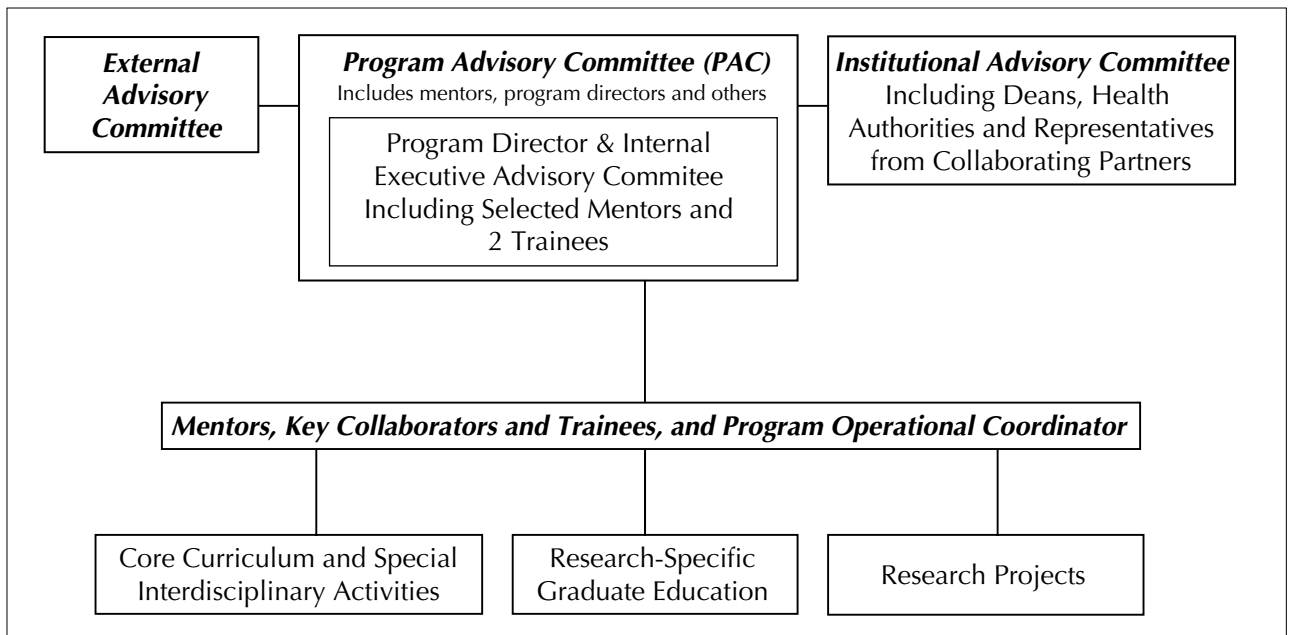 External
Advisory
Committee
Program Advisory Committee (PAC)
Includes mentors, program directors and others
Program Director & Internal
Executive Advisory Commitee
Including Selected Mentors and
2 Trainees
Institutional Advisory Committee
Including Deans, Health
Authorities and Representatives
from Collaborating Partners
Mentors, Key Collaborators and Trainees, and Program Operational Coordinator
Core Curriculum and Special
Interdisciplinary Activities
Research-Specific
Graduate Education
Research Projects